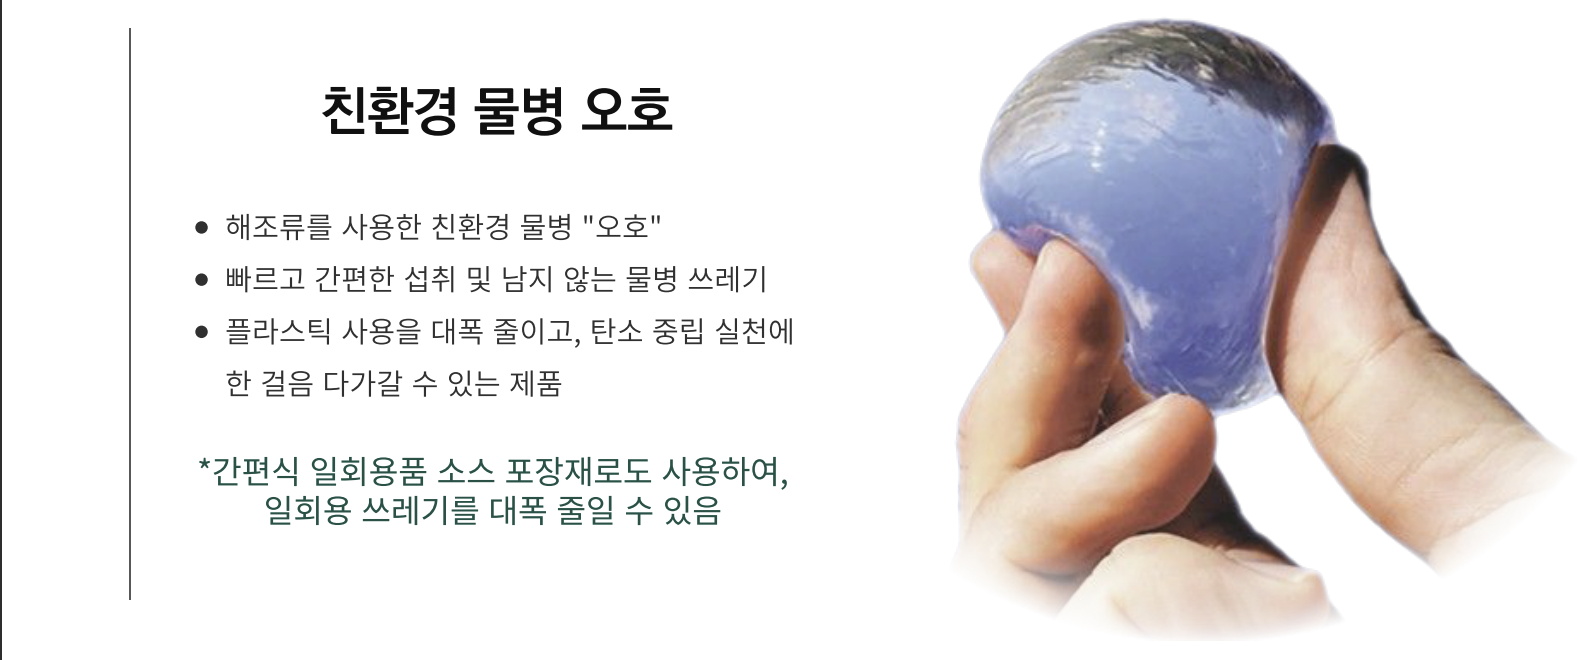 친환경 물병 오호
● 해조류를 사용한 친환경 물병 "오호"
● 빠르고 간편한 섭취 및 남지 않는 물병 쓰레기
● 플라스틱 사용을 대폭 줄이고, 탄소 중립 실천에
한 걸음 다가갈 수 있는 제품
*간편식 일회용품 소스 포장재로도 사용하여,
일회용 쓰레기를 대폭 줄일 수 있음